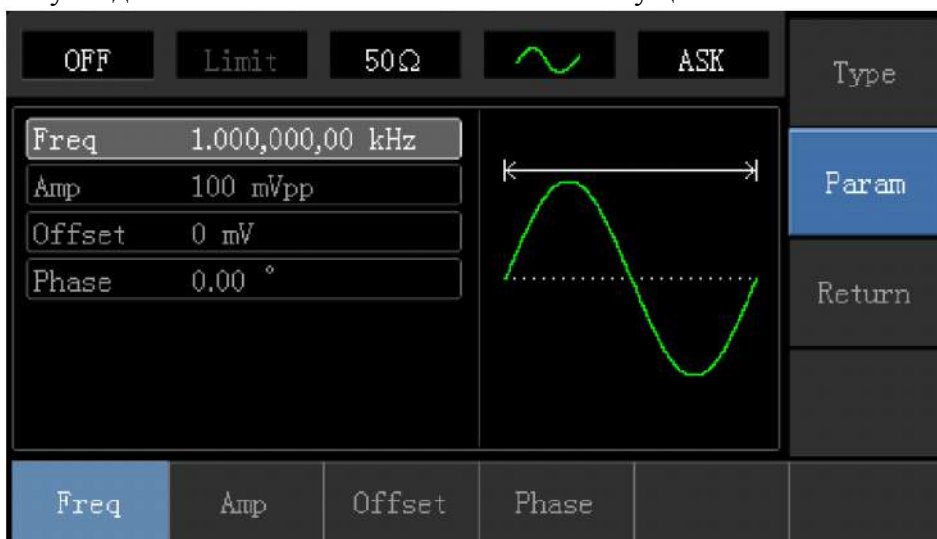 OFF Limit 50Ω ASK Type
Freq 1.000,000,00 kHz
Amp 100 mVpp
Offset 0 mV
Phase 0.00 °
Param
Return
Freq Amp Offset Phase